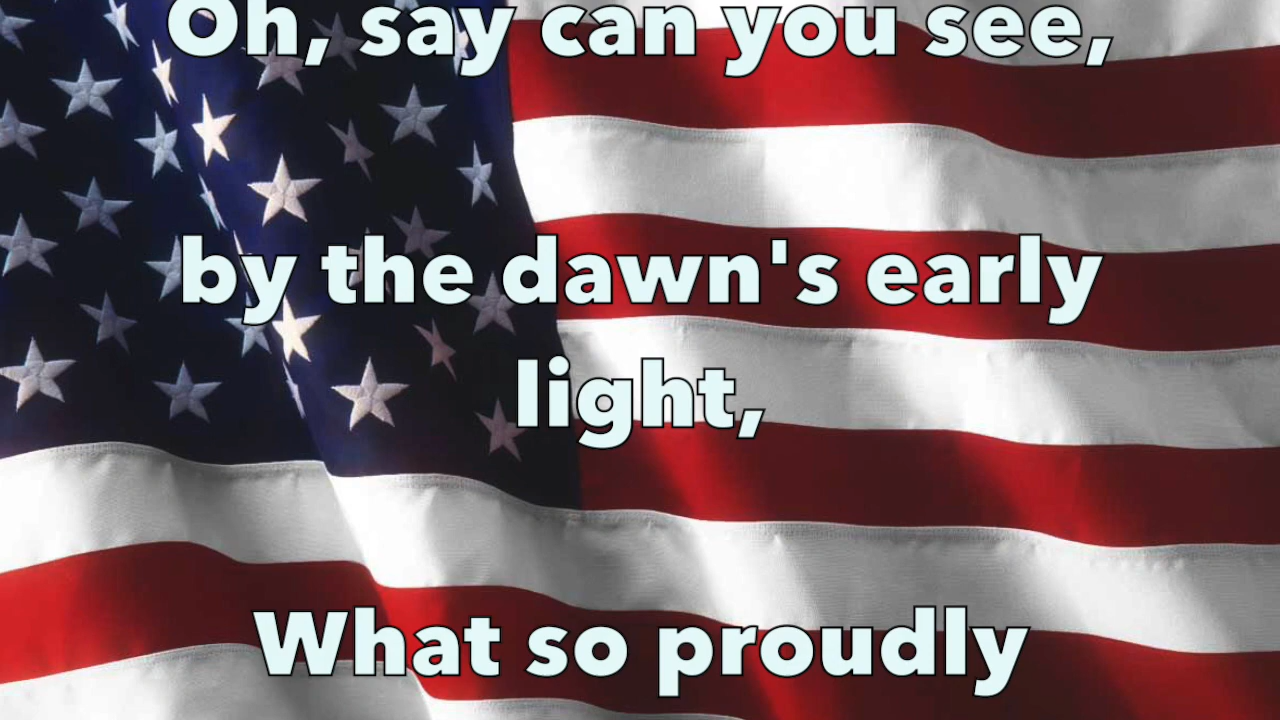 Oh, say can you see,
by the dawn's early
light,
What so proudly